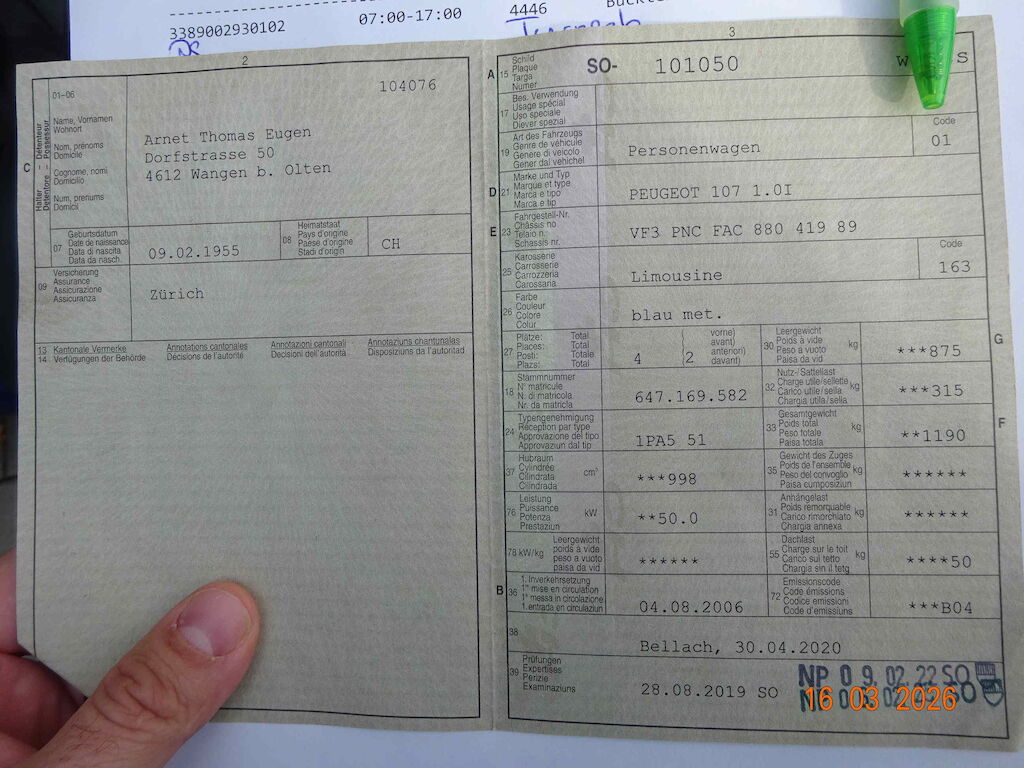 3389002930102
07:00-17:00
4446
2
104076
01-06
Name, Vornamen
Wohnort
Nom, prénoms
Domicile
Cognome, nomi
Domicilio
Num, prenums
Domicil
C
Halter Détenteur
Detentore Possessur
Arnet Thomas Eugen
Dorfstrasse 50
4612 Wangen b. Olten
07
Geburtsdatum
Date de naissance
Data di nascita
Data da nasch.
09.02.1955
08
Heimatstaat
Pays d'origine
Paese d'origine
Stadi d'origin
CH
09
Versicherung
Assurance
Assicurazione
Assicuranza
Zürich
13 Kantonale Vermerke Annotations cantonales Annotazioni cantonali Annotaziuns chantunalas
14 Verfügungen der Behörde Décisions de l'autorité Decisioni dell'autorità Disposiziuns da l'autoritad
3
A 15
Schild
Plaque
Targa
Numer
SO- 101050
17
Bes. Verwendung
Usage spécial
Uso speciale
Diever spezial
19
Art des Fahrzeugs
Genre de véhicule
Genere di veicolo
Gener dal vehichel
Personenwagen
Code
01
D 21
Marke und Typ
Marque et type
Marca e tipo
Marca e tip
PEUGEOT 107 1.0I
E 23
Fahrgestell-Nr.
Châssis no
Telaio n.
Schassis nr.
VF3 PNC FAC 880 419 89
25
Karosserie
Carrosserie
Carrozzeria
Carossaria
Limousine
Code
163
26
Farbe
Couleur
Colore
Colur
blau met.
27
Plätze: Total
Places: Total
Posti: Totale
Plazs: Total
4
vorne)
avant)
anteriori)
davant)
(2
30
Leergewicht
Poids à vide
Peso a vuoto
Paisa da vid
kg
***875
G
18
Stammnummer
N° matricule
N. di matricola
Nr. da matricla
647.169.582
32
Nutz-/Sattellast
Charge utile/sellette
Carico utile/sella
Chargia utila/sella
kg
***315
24
Typengenehmigung
Réception par type
Approvazione del tipo
Approvaziun dal tip
1PA5 51
33
Gesamtgewicht
Poids total
Peso totale
Paisa totala
kg
**1190
F
37
Hubraum
Cylindrée
Cilindrata
Cilindrada
cm³
***998
35
Gewicht des Zuges
Poids de l'ensemble
Peso del convoglio
Paisa cumposiziun
kg
******
76
Leistung
Puissance
Potenza
Prestaziun
kW
**50.0
31
Anhängelast
Poids remorquable
Carico rimorchiato
Chargia annexa
kg
******
78 kW/kg
Leergewicht
poids à vide
peso a vuoto
paisa da vid
******
55
Dachlast
Charge sur le toit
Carico sul tetto
Chargia sin il tetg
kg
****50
B 36
1. Inverkehrsetzung
1re mise en circulation
1a messa in circolazione
1. entrada en circulaziun
04.08.2006
72
Emissionscode
Code émissions
Codice emissioni
Code d'emissiuns
***B04
38
Bellach, 30.04.2020
39
Prüfungen
Expertises
Perizie
Examinaziuns
28.08.2019 SO
NP 0 9. 02. 22 SO
16 03 2026